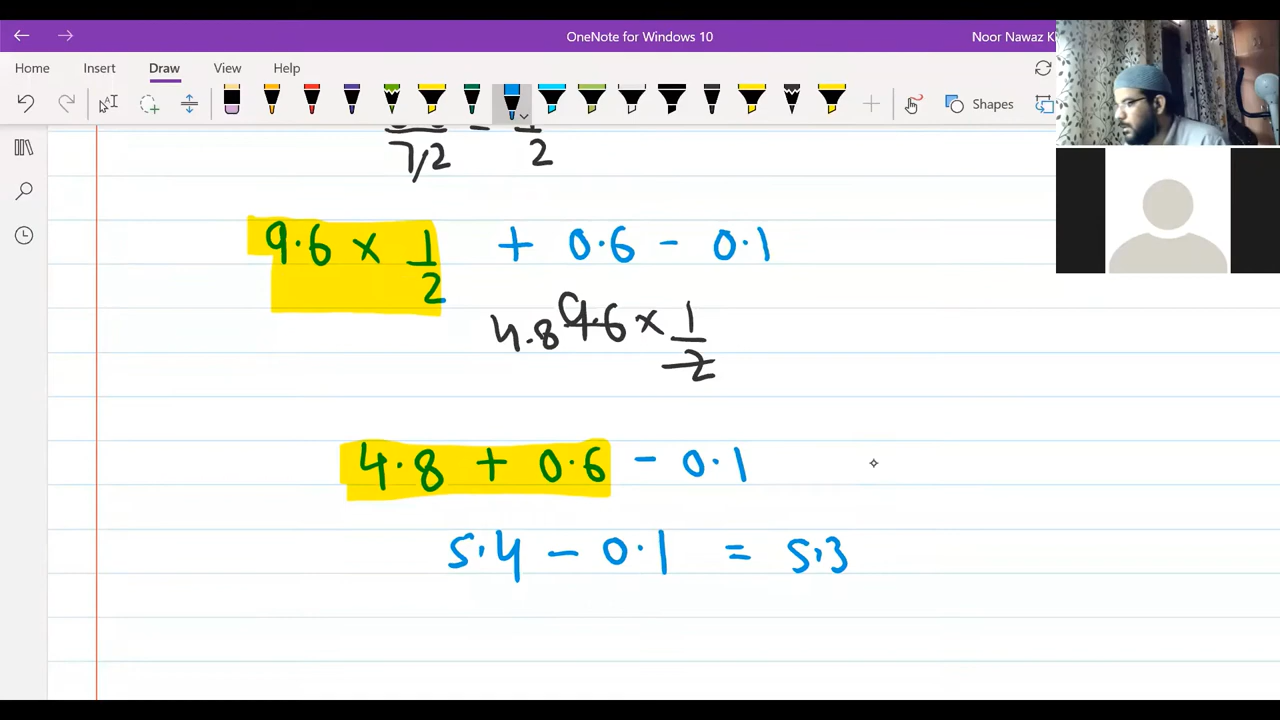 OneNote for Windows 10
Noor Nawaz K
Home Insert Draw View Help
Shapes
7/2 = 2
9.6 × 1/2 + 0.6 - 0.1
4.8 9.6 × 1/2
4.8 + 0.6 - 0.1
5.4 - 0.1 = 5.3